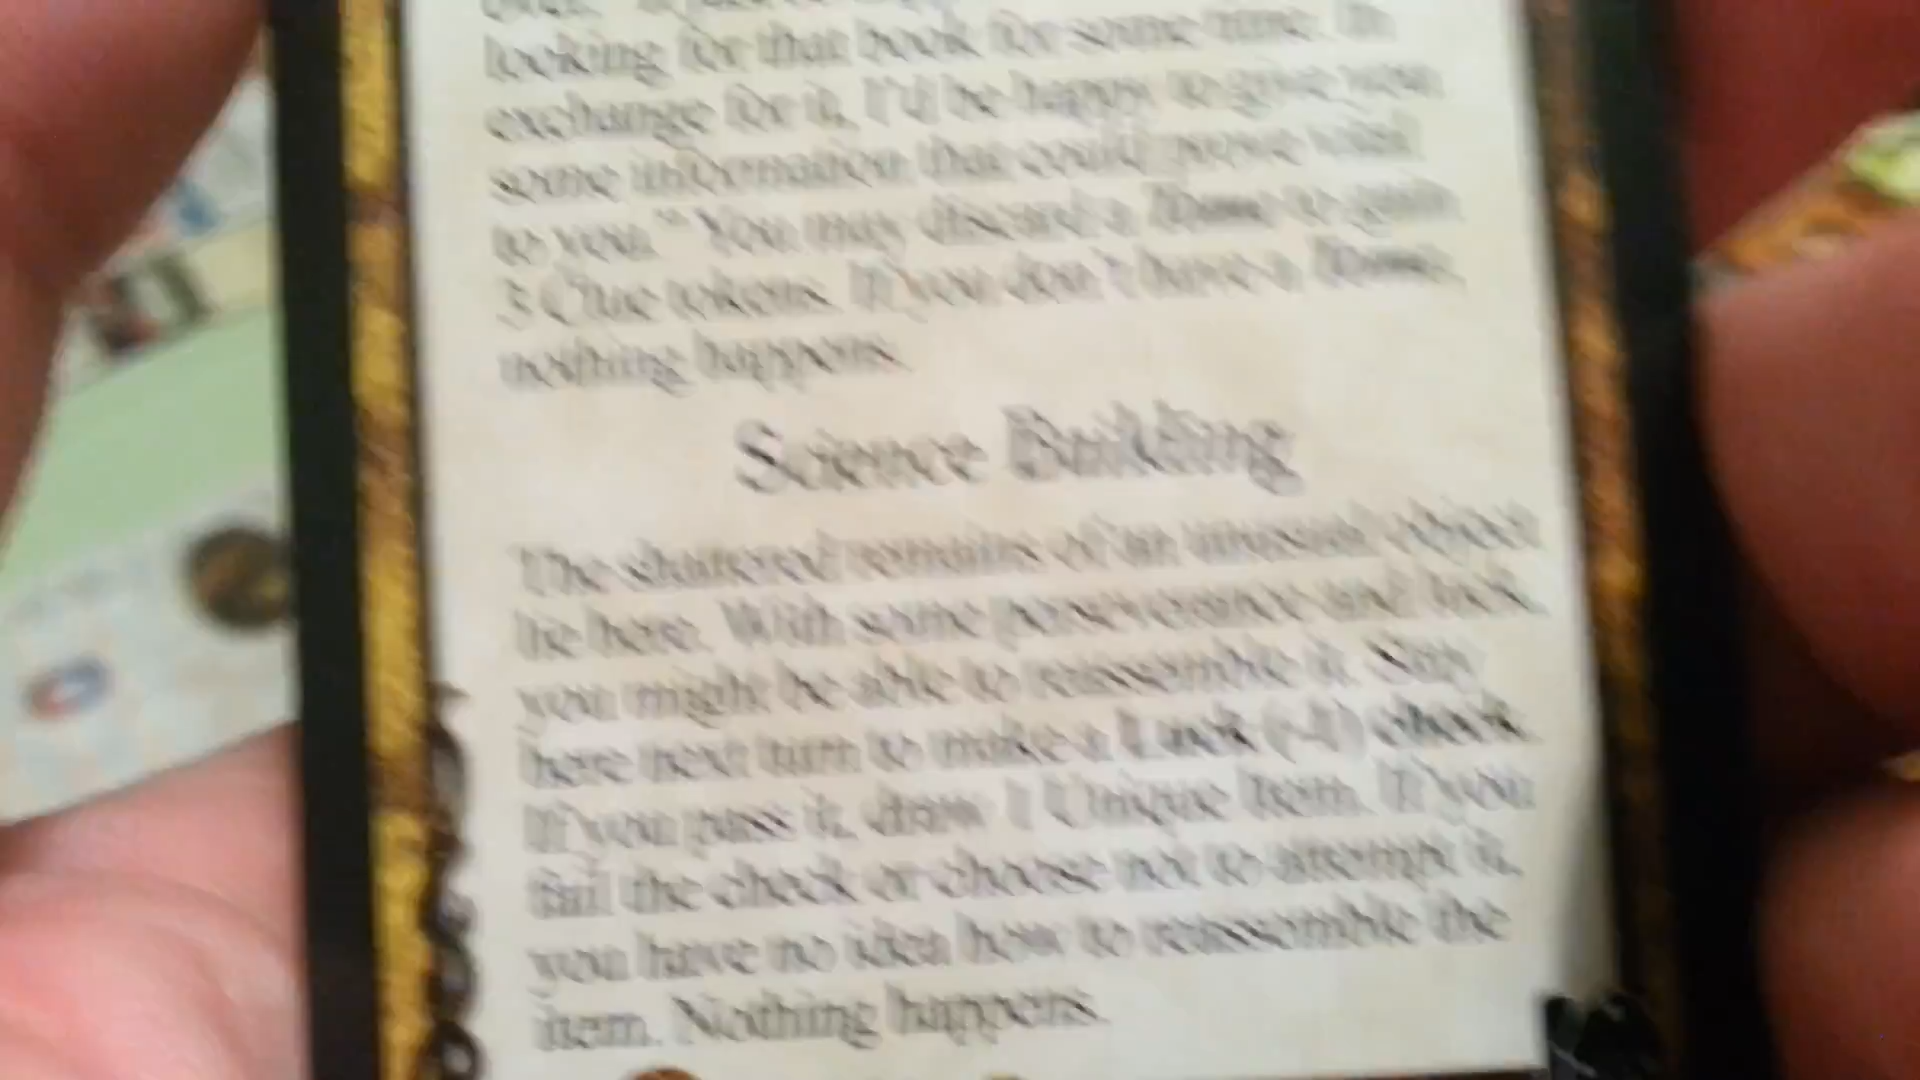 looking for that book for some time. In
exchange for it, I'd be happy to give you
some information that could prove vital
to you." You may discard a Tome to gain
3 Clue tokens. If you don't have a Tome,
nothing happens.
Science Building
The shattered remains of an unusual object
lie here. With some perseverance and luck,
you might be able to reassemble it. Stay
here next turn to make a Luck check.
If you pass it, draw 1 Unique Item. If you
fail the check or choose not to attempt it,
you have no idea how to reassemble the
item. Nothing happens.